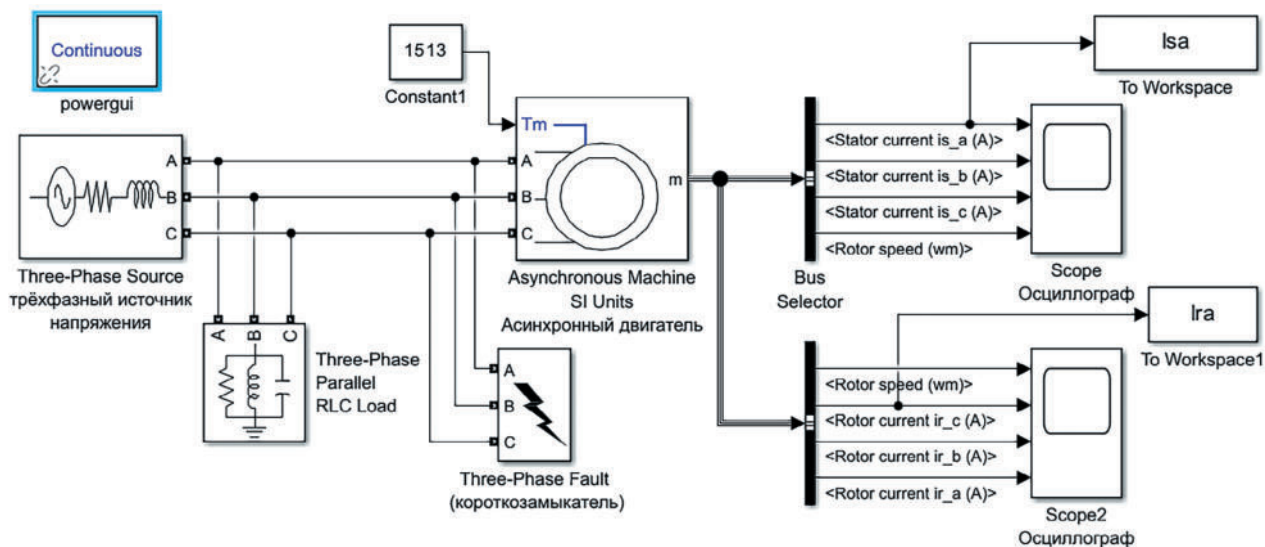 Continuous
powergui
1513
Constant1
Isa
To Workspace
Tm
A
B
C
A
B
C
m
<Stator current is_a (A)>
<Stator current is_b (A)>
<Stator current is_c (A)>
<Rotor speed (wm)>
Three-Phase Source
трёхфазный источник
напряжения
Asynchronous Machine
SI Units
Асинхронный двигатель
Bus
Selector
Scope
Осциллограф
A
B
C
Three-Phase
Parallel
RLC Load
A
B
C
Three-Phase Fault
(короткозамыкатель)
Ira
To Workspace1
<Rotor speed (wm)>
<Rotor current ir_c (A)>
<Rotor current ir_b (A)>
<Rotor current ir_a (A)>
Scope2
Осциллограф